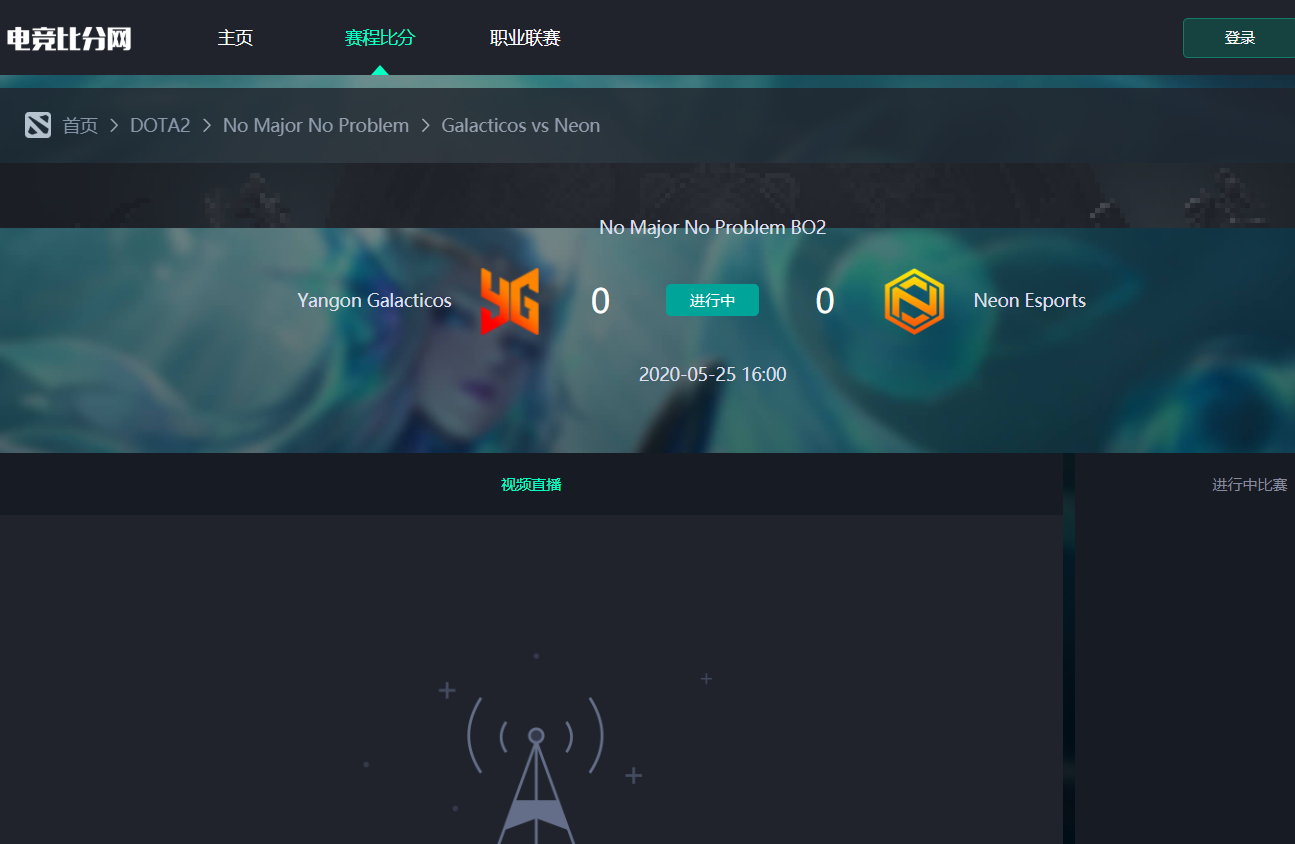 电竞比分网 主页 赛程比分 职业联赛 登录
首页 > DOTA2 > No Major No Problem > Galacticos vs Neon
No Major No Problem BO2
Yangon Galacticos YG 0 进行中 0 Neon Esports
2020-05-25 16:00
视频直播 进行中比赛